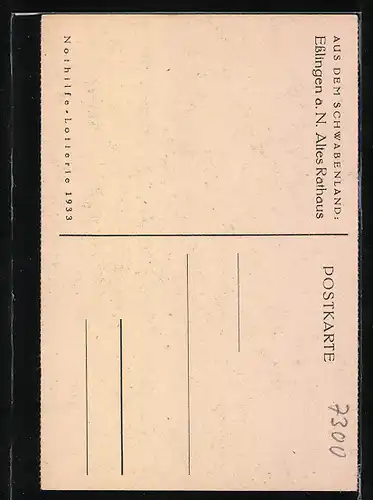 AUS DEM SCHWABENLAND:
Eßlingen a. N. Altes Rathaus
Nothilfe-Lotterie 1933
POSTKARTE
7300